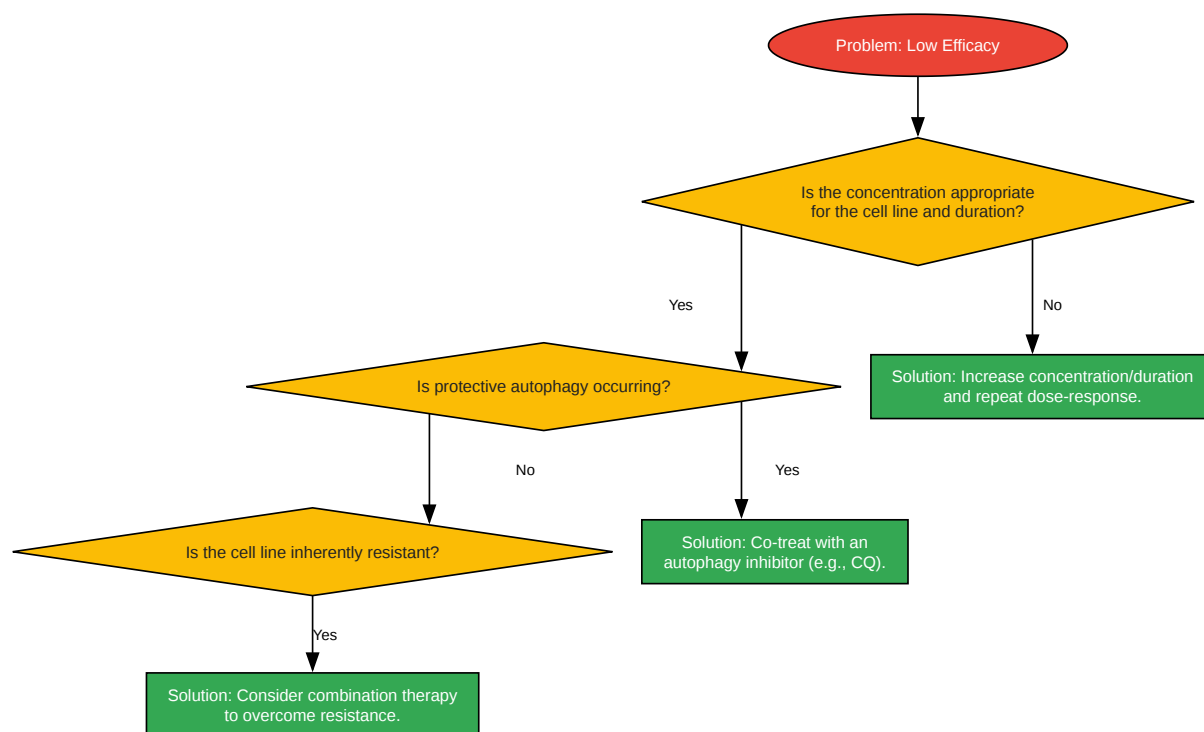 Problem: Low Efficacy
Is the concentration appropriate
for the cell line and duration?
Yes
No
Is protective autophagy occurring?
Solution: Increase concentration/duration
and repeat dose-response.
No
Yes
Is the cell line inherently resistant?
Solution: Co-treat with an
autophagy inhibitor (e.g., CQ).
Yes
Solution: Consider combination therapy
to overcome resistance.